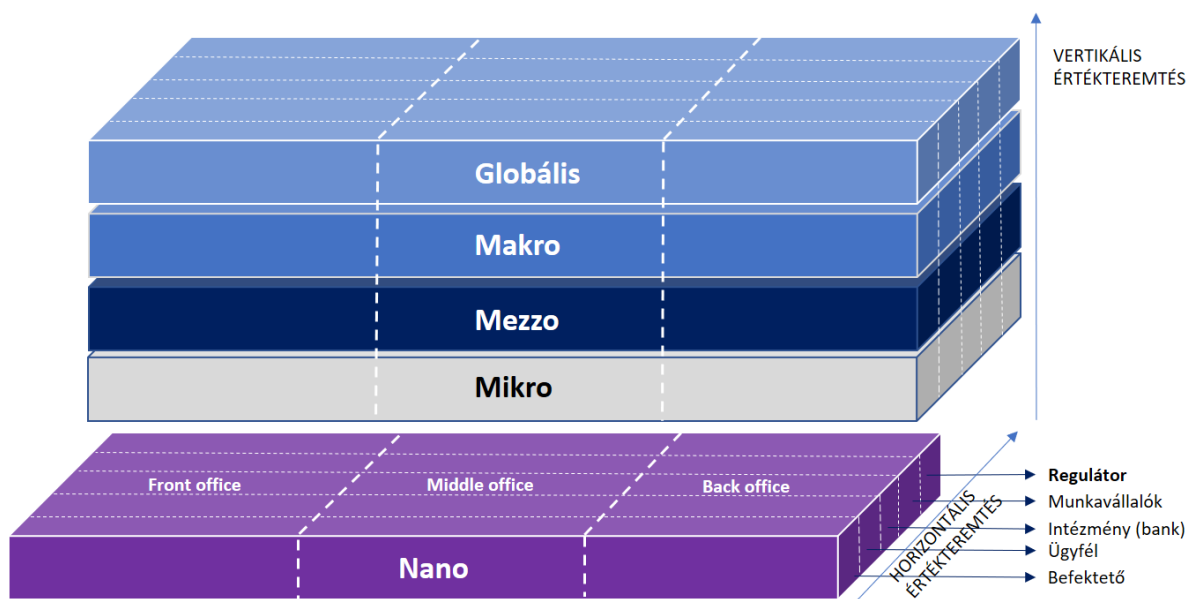 VERTIKÁLIS
ÉRTÉKTEREMTÉS
Globális
Makro
Mezzo
Mikro
Front office
Middle office
Back office
Nano
HORIZONTÁLIS
ÉRTÉKTEREMTÉS
Regulátor
Munkavállalók
Intézmény (bank)
Ügyfél
Befektető